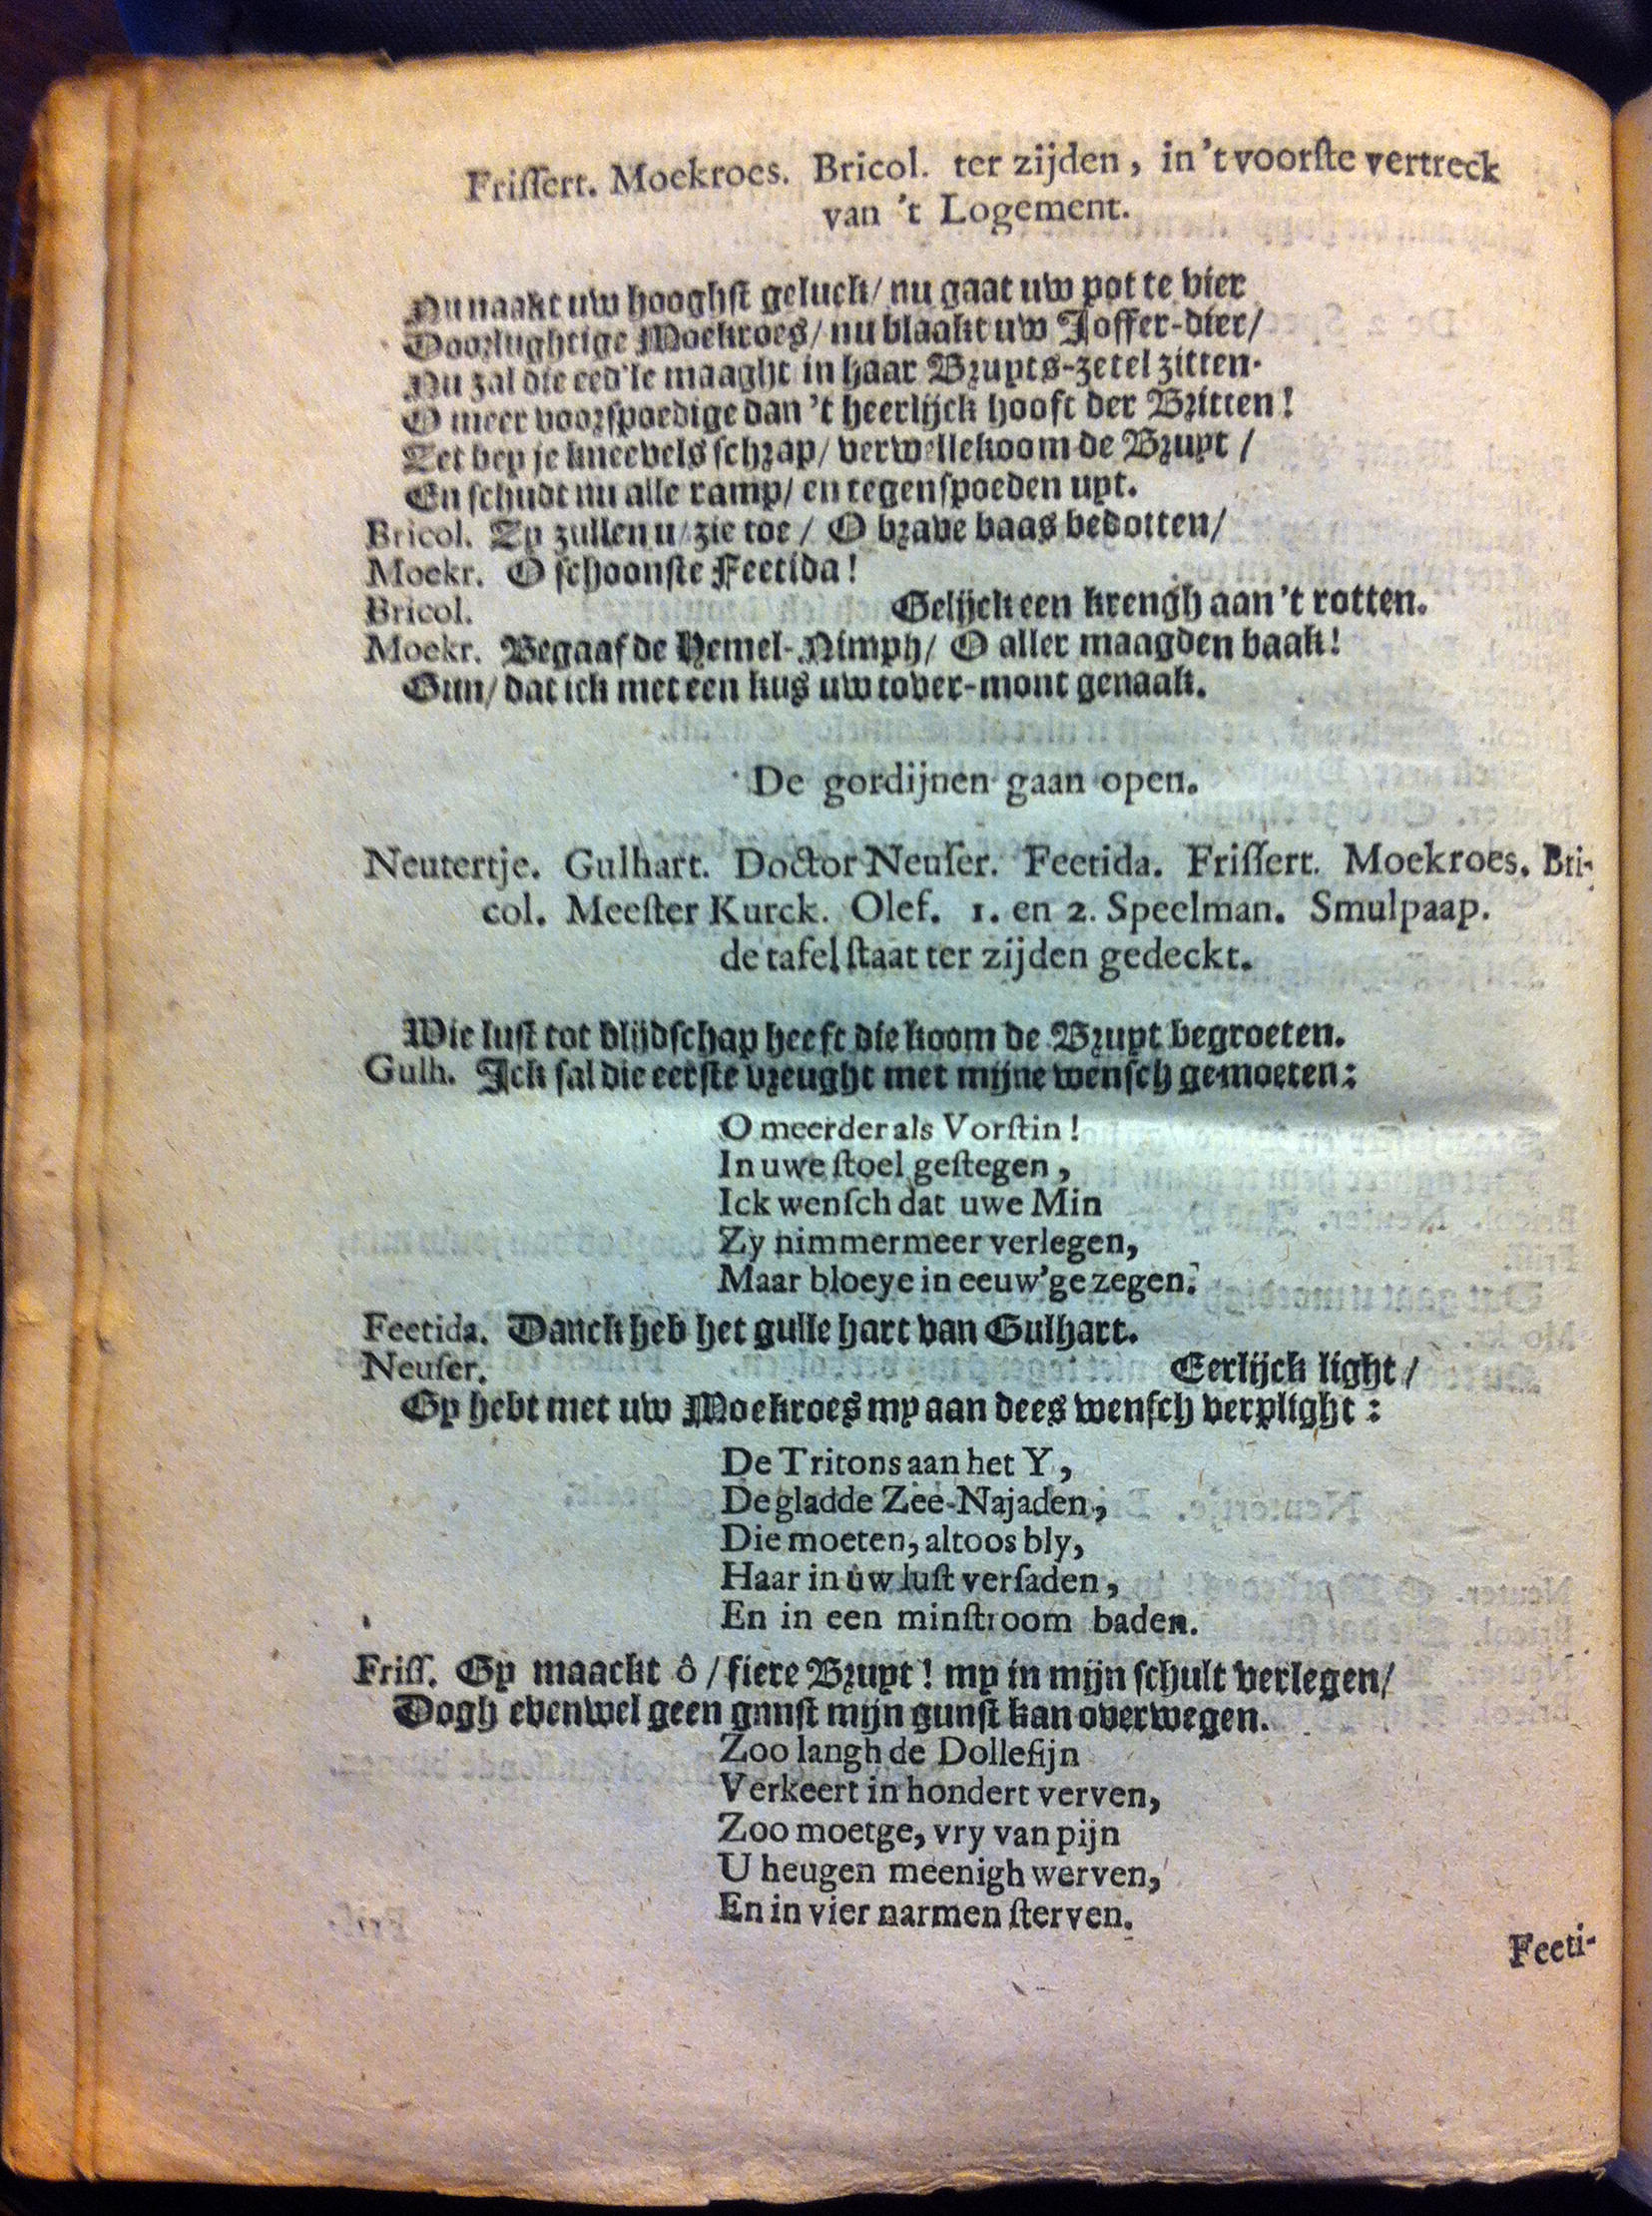 Friſſert. Moekroes. Bricol. ter zijden, in 't voorſte vertreck
van 't Logement.
Nu naakt uw hooghſt geluck/ nu gaat uw pot te vier
Doorlughtige Moekroes/ nu blaakt uw Joffer-dier/
Nu zal die eed'le maaght in haar Bruyts-zetel zitten.
O meer voorſpoedige dan 't heerlijck hooft der Britten!
Zet bey je kneevels ſchrap/ verwellekoom de Bruyt /
En ſchudt nu alle ramp/ en tegenſpoeden uyt.
Bricol. Zy zullen u/ zie toe / O brave baas bedotten/
Moekr. O ſchoonſte Feetida!
Bricol. Gelijck een krengh aan 't rotten.
Moekr. Begaafde Hemel-Nimph/ O aller maagden baak!
Gun/ dat ick met een kus uw tover-mont genaak.
De gordijnen gaan open.
Neutertje. Gulhart. Doctor Neuſer. Feetida. Friſſert. Moekroes. Bri-
col. Meeſter Kurck. Olef. 1. en 2. Speelman. Smulpaap.
de tafel ſtaat ter zijden gedeckt.
Wie luſt tot blijdſchap heeft die koom de Bruyt begroeten.
Gulh. Ick ſal die eerſte vreught met mijne wenſch gemoeten:
O meerder als Vorſtin!
In uwe ſtoel geſtegen,
Ick wenſch dat uwe Min
Zy nimmermeer verlegen,
Maar bloeye in eeuw'ge zegen.
Feetida. Danck heb het gulle hart van Gulhart.
Neuſer. Eerlijck light /
Gy hebt met uw Moekroes my aan dees wenſch verplight:
De Tritons aan het Y,
De gladde Zee-Najaden,
Die moeten, altoos bly,
Haar in uw luſt verſaden,
En in een minſtroom baden.
Friſſ. Gy maackt ô / fiere Bruyt! my in mijn ſchult verlegen/
Dogh evenwel geen gunſt mijn gunſt kan overwegen.
Zoo langh de Dollefijn
Verkeert in hondert verven,
Zoo moetge, vry van pijn
U heugen meenigh werven,
En in vier narmen ſterven.
Feeti-